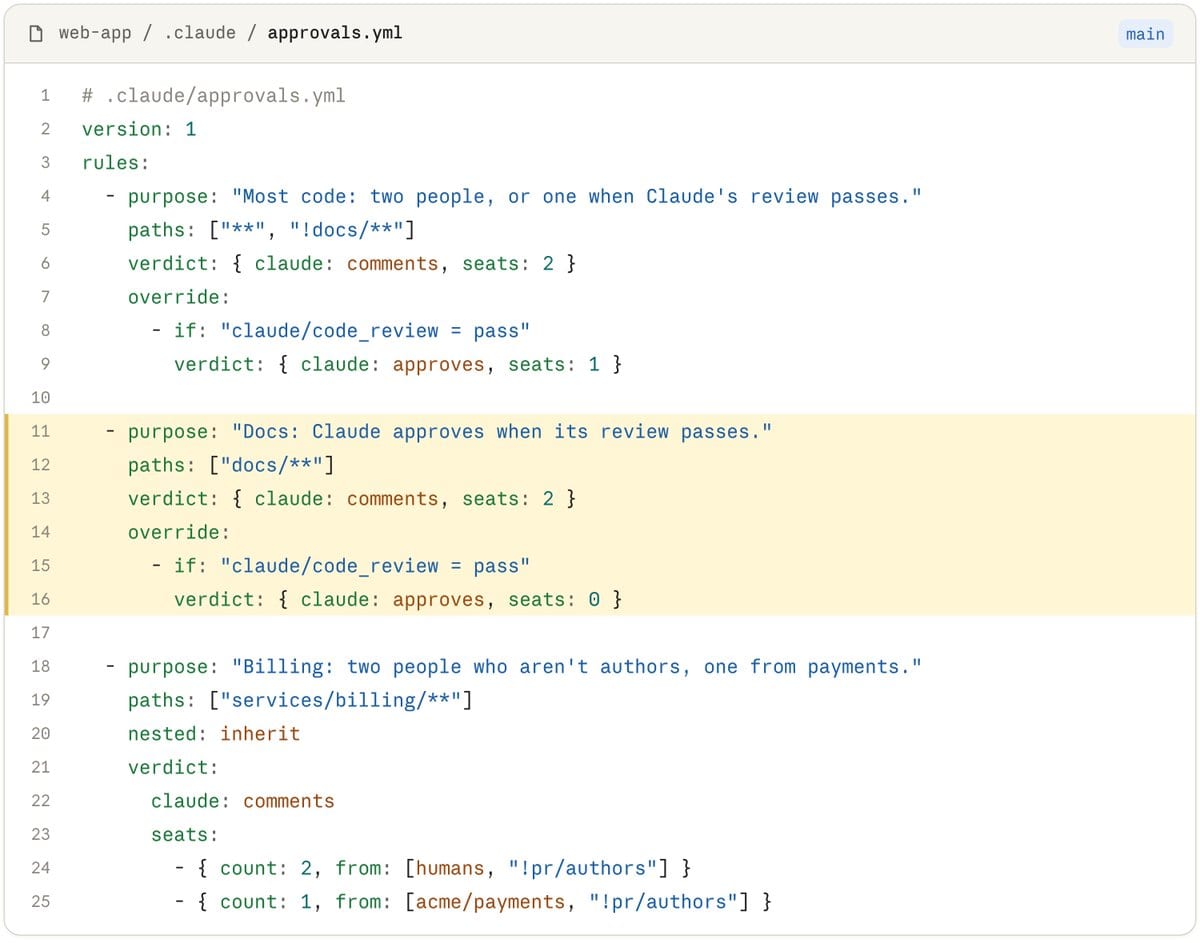 web-app / .claude / approvals.yml
main
1 # .claude/approvals.yml
2 version: 1
3 rules:
4   - purpose: "Most code: two people, or one when Claude's review passes."
5     paths: ["**", "!docs/**"]
6     verdict: { claude: comments, seats: 2 }
7     override:
8       - if: "claude/code_review = pass"
9         verdict: { claude: approves, seats: 1 }
10
11   - purpose: "Docs: Claude approves when its review passes."
12     paths: ["docs/**"]
13     verdict: { claude: comments, seats: 2 }
14     override:
15       - if: "claude/code_review = pass"
16         verdict: { claude: approves, seats: 0 }
17
18   - purpose: "Billing: two people who aren't authors, one from payments."
19     paths: ["services/billing/**"]
20     nested: inherit
21     verdict:
22       claude: comments
23       seats:
24         - { count: 2, from: [humans, "!pr/authors"] }
25         - { count: 1, from: [acme/payments, "!pr/authors"] }